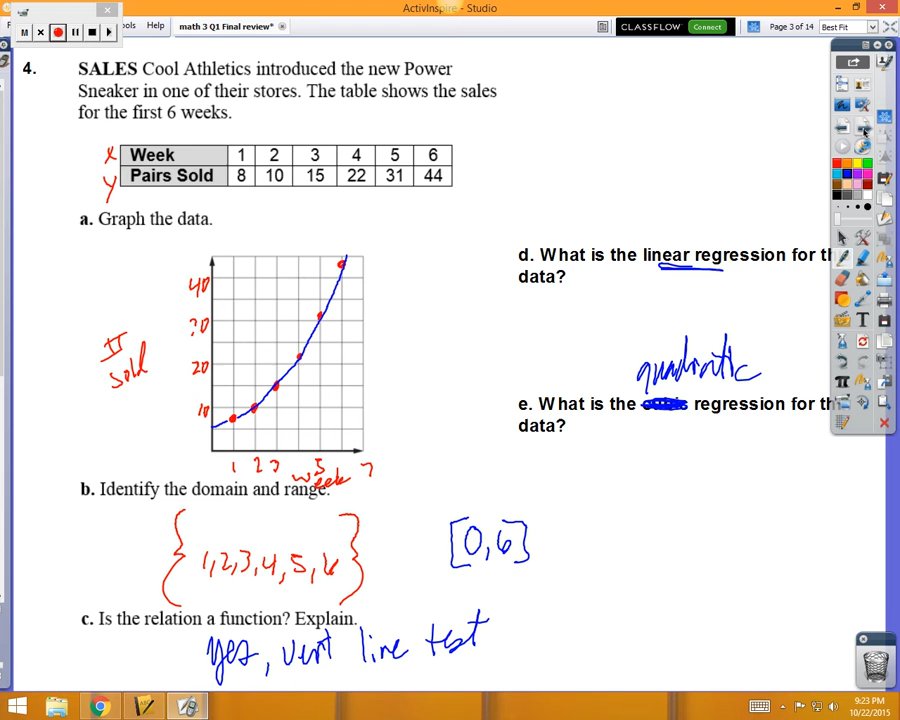 ActivInspire - Studio
ols Help math 3 Q1 Final review*
CLASSFLOW Connect Page 3 of 14 Best Fit
M
4. SALES Cool Athletics introduced the new Power
Sneaker in one of their stores. The table shows the sales
for the first 6 weeks.
x Week 1 2 3 4 5 6
y Pairs Sold 8 10 15 22 31 44
a. Graph the data.
d. What is the linear regression for th
data?
40
30
20
10
sold
quadratic
e. What is the regression for th
data?
1 2 3 5 7
week
b. Identify the domain and range.
{1,2,3,4,5,6}
[0,6]
c. Is the relation a function? Explain.
yes, vert line test
9:23 PM
10/22/2015